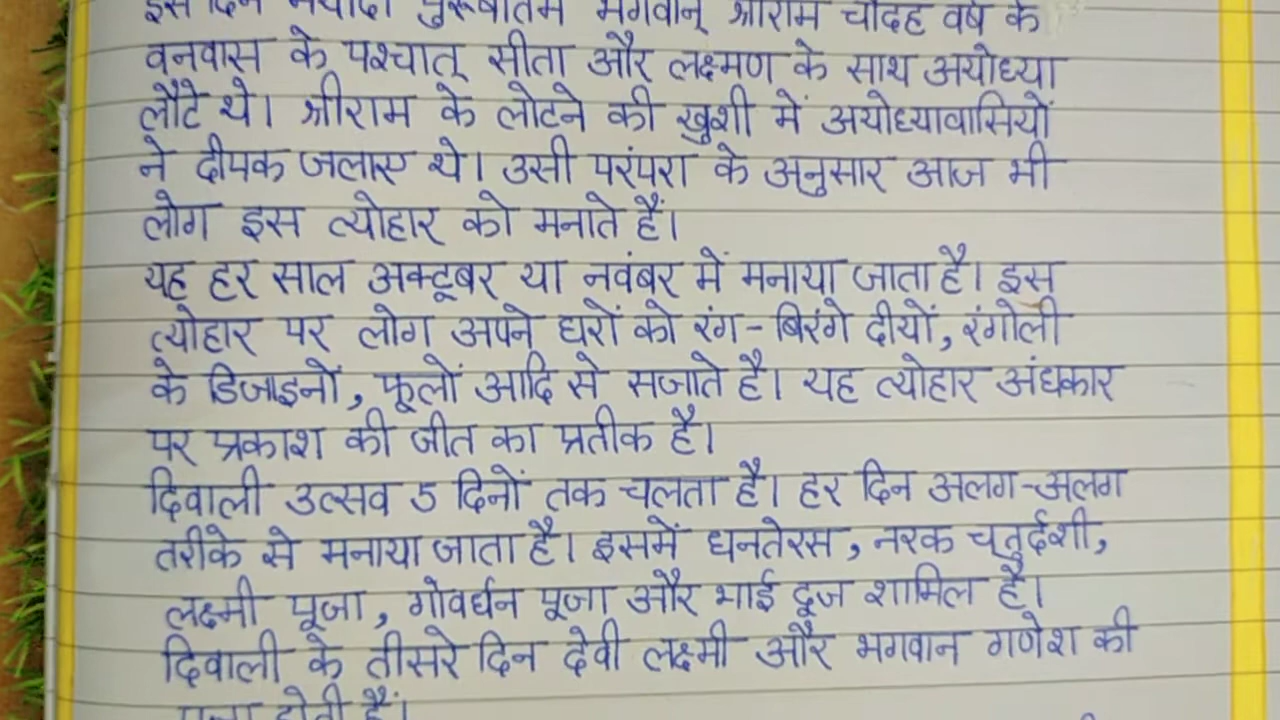 इस दिन मर्यादा पुरूषोतम भगवान् श्रीराम चौदह वर्ष के
वनवास के पश्चात् सीता और लक्ष्मण के साथ अयोध्या
लौटे थे। श्रीराम के लोटने की खुशी में अयोध्यावासियों
ने दीपक जलाए थे। उसी परंपरा के अनुसार आज भी
लोग इस त्योहार को मनाते हैं।
यह हर साल अक्टूबर या नवंबर में मनाया जाता है। इस
त्योहार पर लोग अपने घरों को रंग-बिरंगे दीयों, रंगोली
के डिजाइनों, फूलों आदि से सजाते है। यह त्योहार अंधकार
पर प्रकाश की जीत का प्रतीक है।
दिवाली उत्सव 5 दिनों तक चलता है। हर दिन अलग-अलग
तरीके से मनाया जाता है। इसमें धनतेरस, नरक चतुर्दशी,
लक्ष्मी पूजा, गोवर्धन पूजा और भाई दूज शामिल है।
दिवाली के तीसरे दिन देवी लक्ष्मी और भगवान गणेश की
पूजा होती हैं।